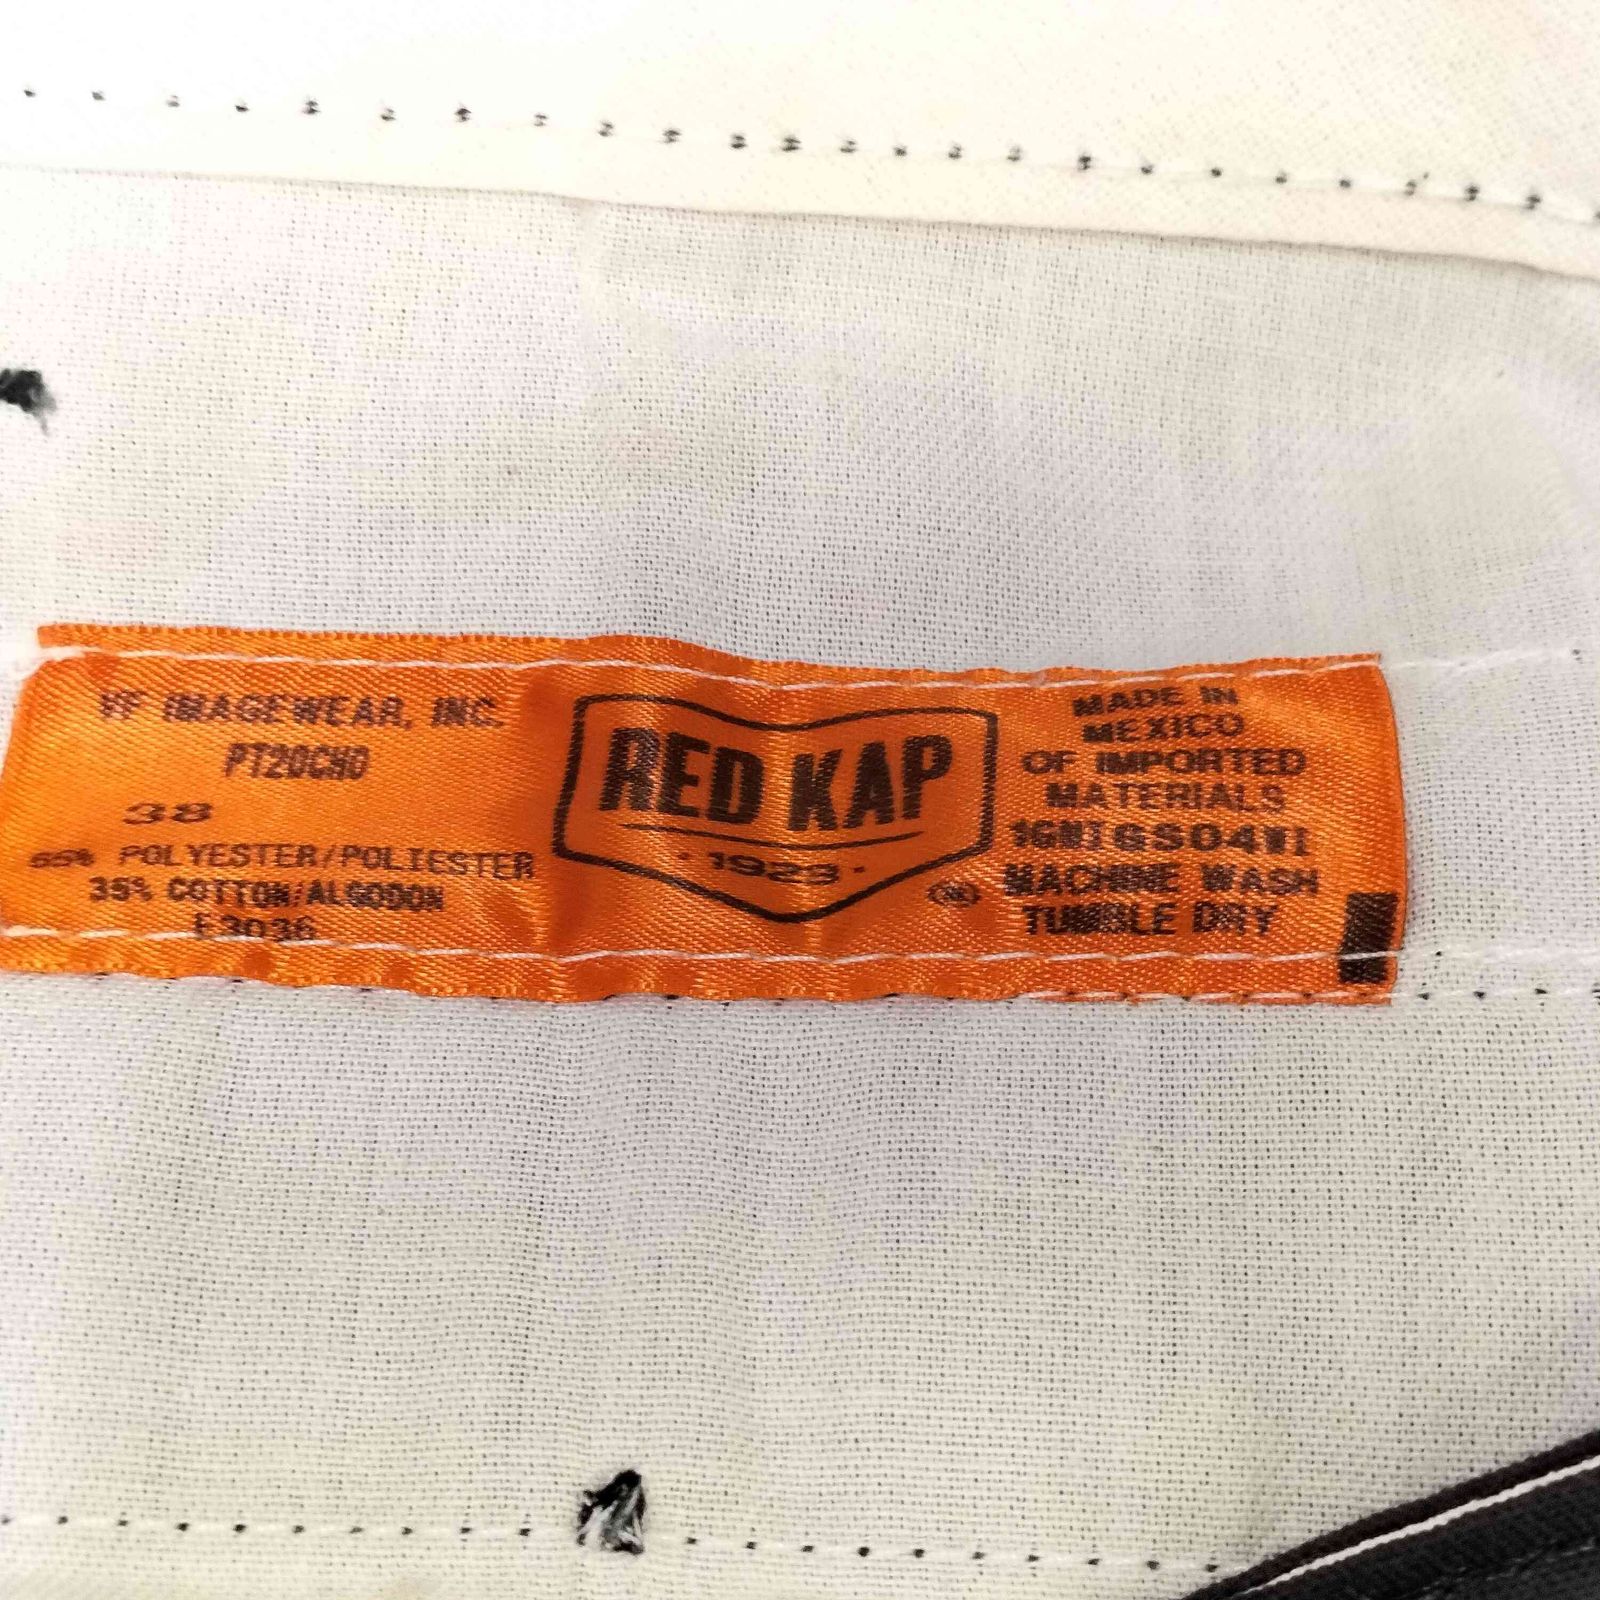 VF IMAGEWEAR, INC.
PT20CHD
38
65% POLYESTER/POLIESTER
35% COTTON/ALGODON
E3036
RED KAP
· 1923 ·
MADE IN
MEXICO
OF IMPORTED
MATERIALS
GS04
MACHINE WASH
TUMBLE DRY